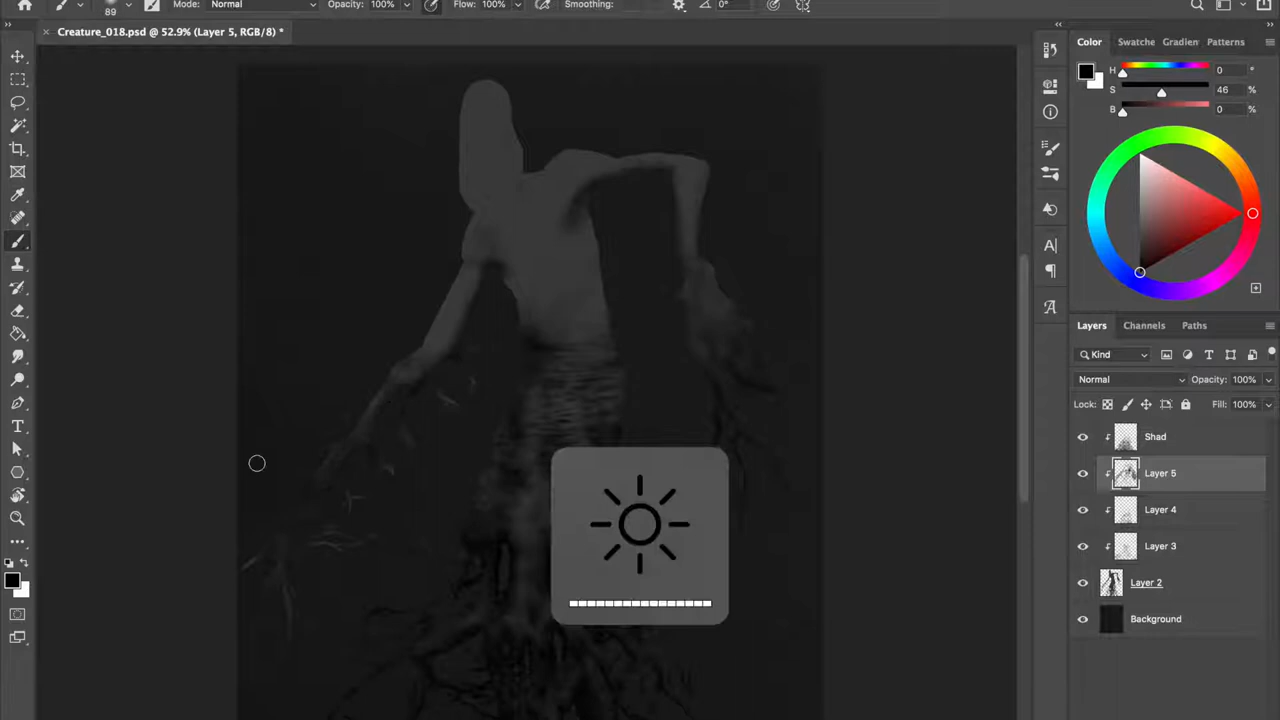 89
Mode:
Normal
Opacity:
100%
Flow:
100%
Smoothing:
0°
Creature_018.psd @ 52.9% (Layer 5, RGB/8) *
Color
Swatche
Gradien
Patterns
H
0
°
S
46
%
B
0
%
Layers
Channels
Paths
Kind
Normal
Opacity:
100%
Lock:
Fill:
100%
Shad
Layer 5
Layer 4
Layer 3
Layer 2
Background